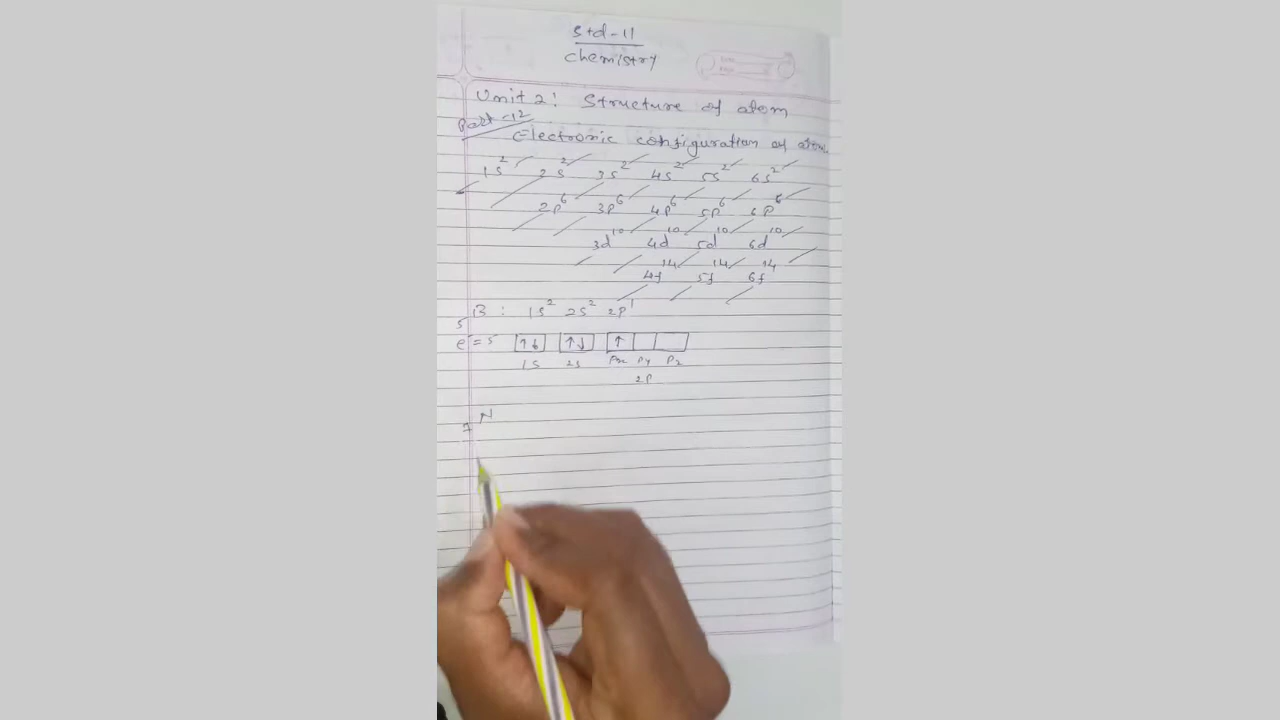 Std-11
Chemistry
Unit 2: Structure of atom
Part-12
Electronic configuration of atom
1s² 2s² 3s² 4s² 5s² 6s²
2p⁶ 3p⁶ 4p⁶ 5p⁶ 6p⁶
3d¹⁰ 4d¹⁰ 5d¹⁰ 6d¹⁰
4f¹⁴ 5f¹⁴ 6f¹⁴
₅B : 1s² 2s² 2p¹
e⁻=5 ↑↓ ↑↓ ↑
1s 2s Px Py Pz
2p
₇N